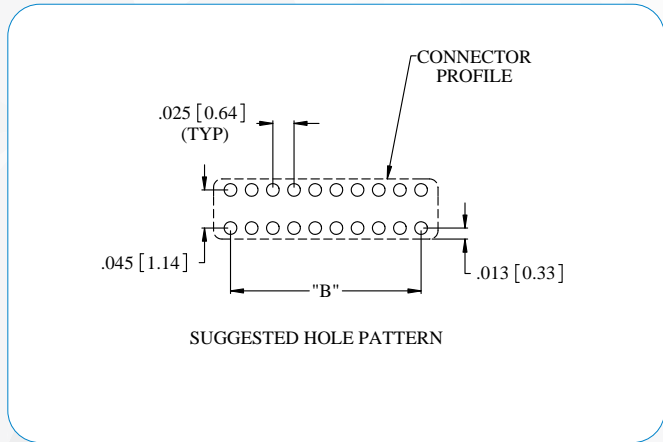 CONNECTOR
PROFILE
.025 [0.64]
(TYP)
.045 [1.14]
.013 [0.33]
"B"
SUGGESTED HOLE PATTERN